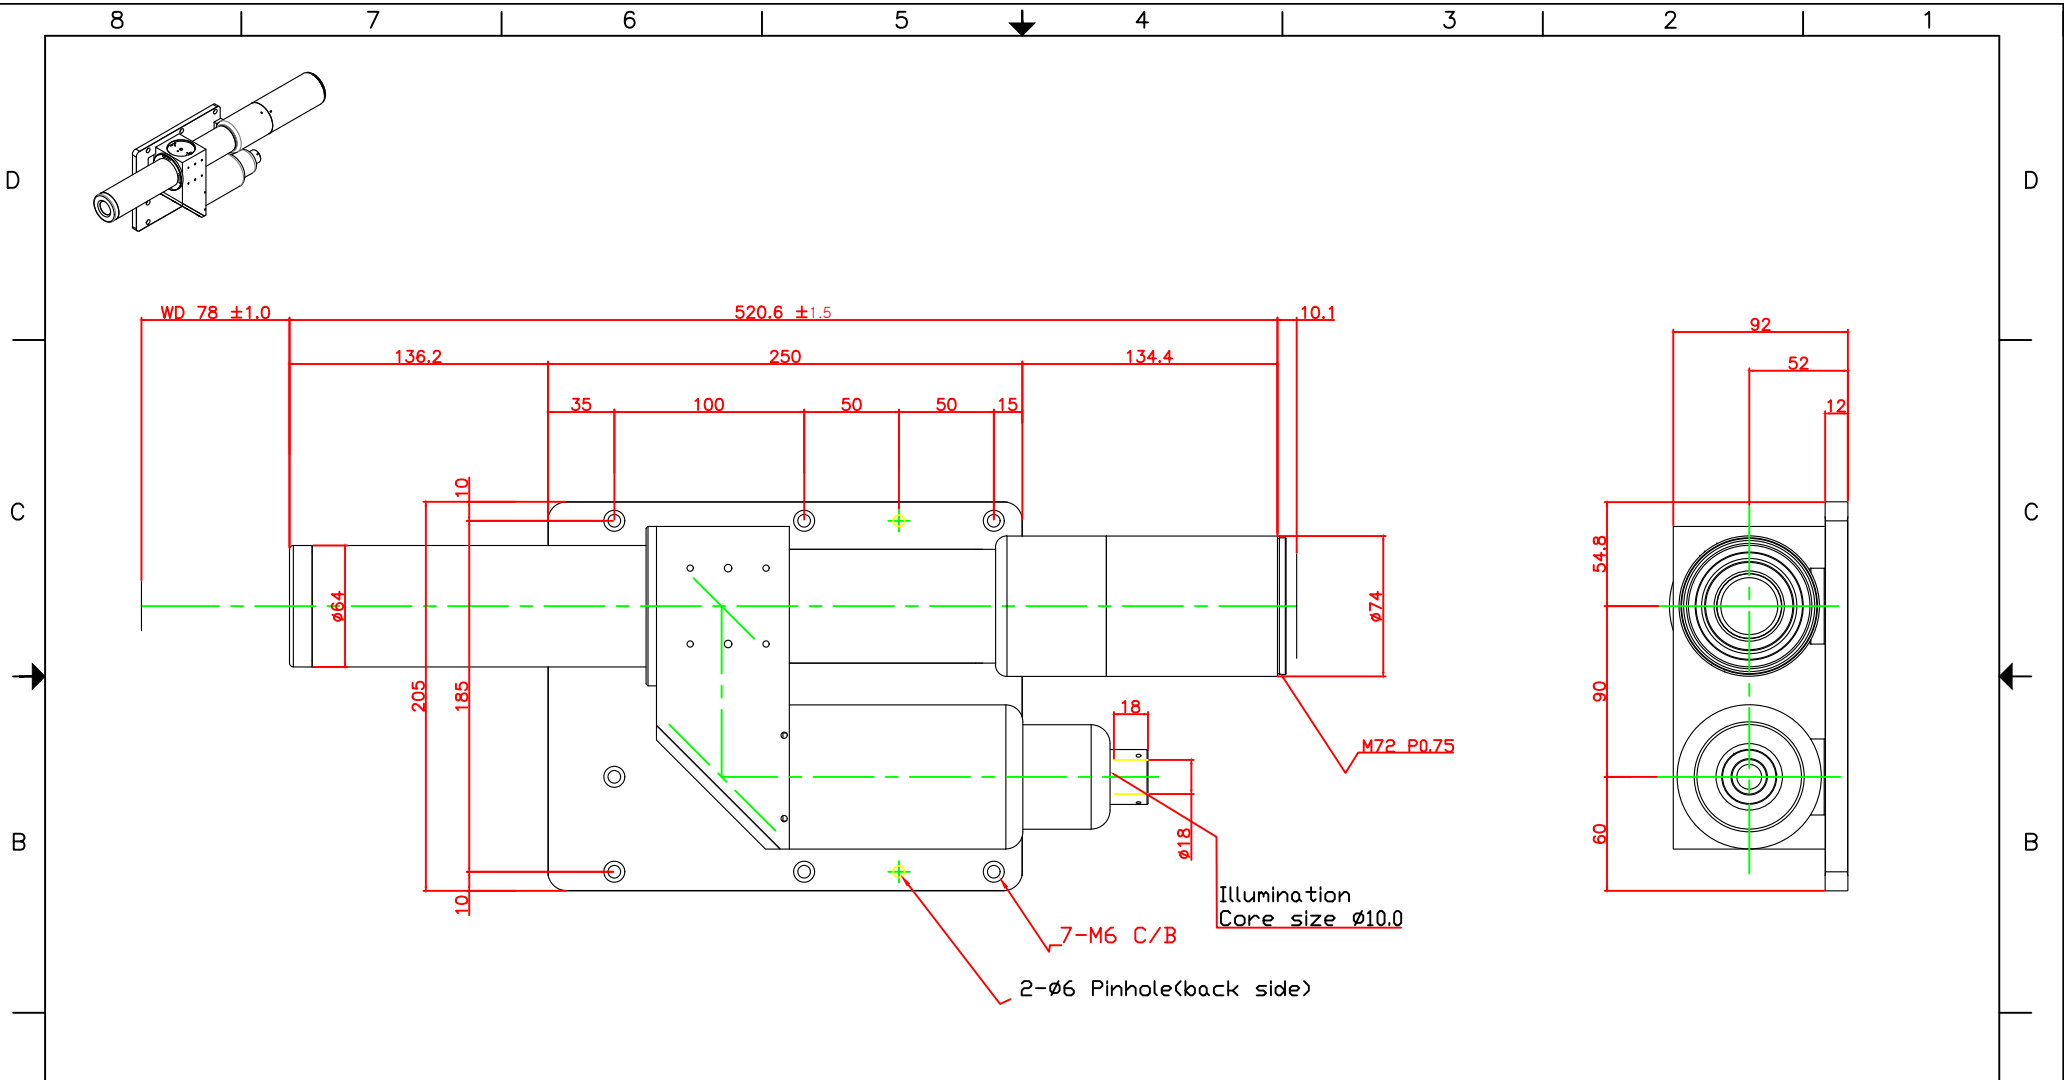 8 7 6 5 4 3 2 1
D D
WD 78 ±1.0 520.6 ±1.5 10.1
92
136.2 250 134.4
52
35 100 50 50 15
12
10
C C
54.8
ø64
ø74
205
185
90
18
M72 P0.75
60
ø18
B B
10
Illumination
Core size ø10.0
7-M6 C/B
2-ø6 Pinhole(back side)